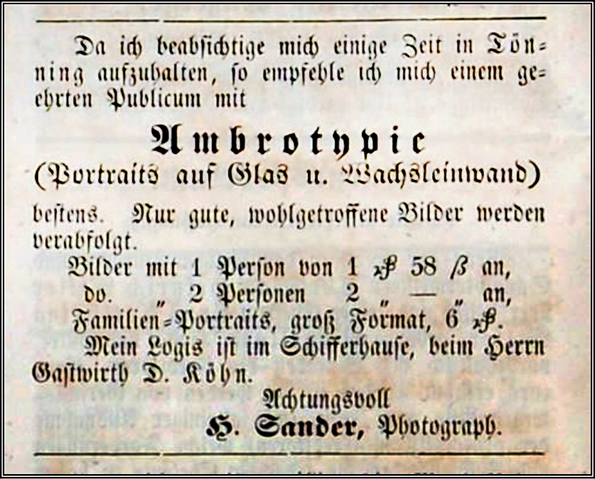 Da ich beabsichtige mich einige Zeit in Tön-
ning aufzuhalten, so empfehle ich mich einem ge-
ehrten Publicum mit
Ambrotypie
(Portraits auf Glas u. Wachsleinwand)
bestens. Nur gute, wohlgetroffene Bilder werden
verabfolgt.
Bilder mit 1 Person von 1 ₰ 58 ß an,
do. „ 2 Personen 2 „ — „ an,
Familien-Portraits, groß Format, 6 ₰.
Mein Logis ist im Schifferhause, beim Herrn
Gastwirth D. Köhn.
Achtungsvoll
H. Sander, Photograph.